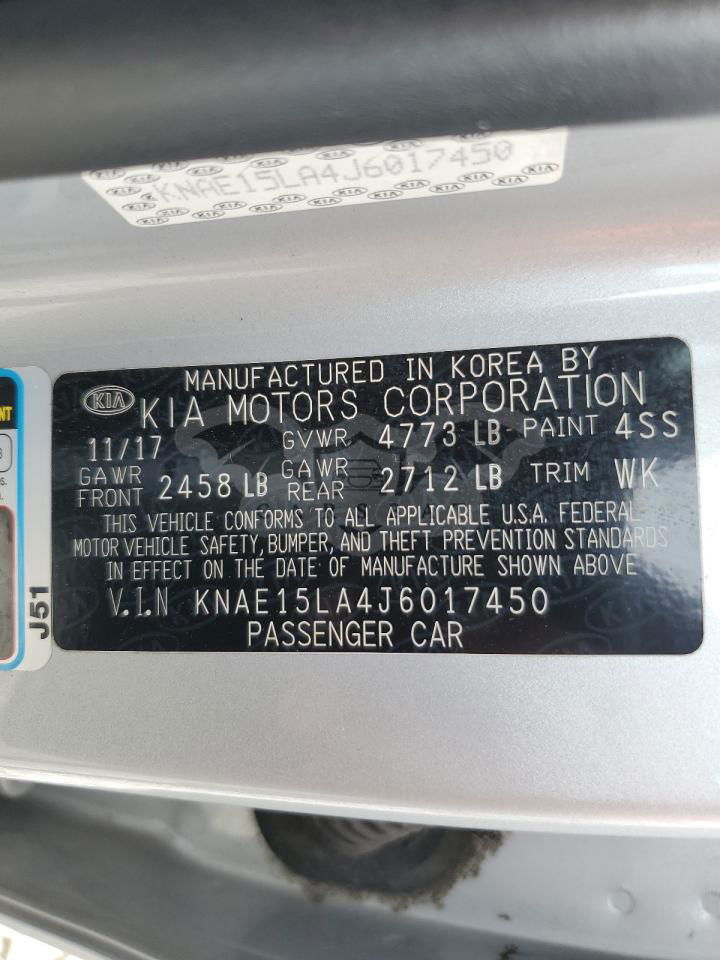 KNAE15LA4J6017450
MANUFACTURED IN KOREA BY
KIA KIA MOTORS CORPORATION
11/17 GVWR 4773 LB PAINT 4SS
GAWR FRONT 2458 LB GAWR REAR 2712 LB TRIM WK
THIS VEHICLE CONFORMS TO ALL APPLICABLE U.S.A. FEDERAL
MOTOR VEHICLE SAFETY, BUMPER, AND THEFT PREVENTION STANDARDS
IN EFFECT ON THE DATE OF MANUFACTURE SHOWN ABOVE
V.I.N KNAE15LA4J6017450
PASSENGER CAR
J51